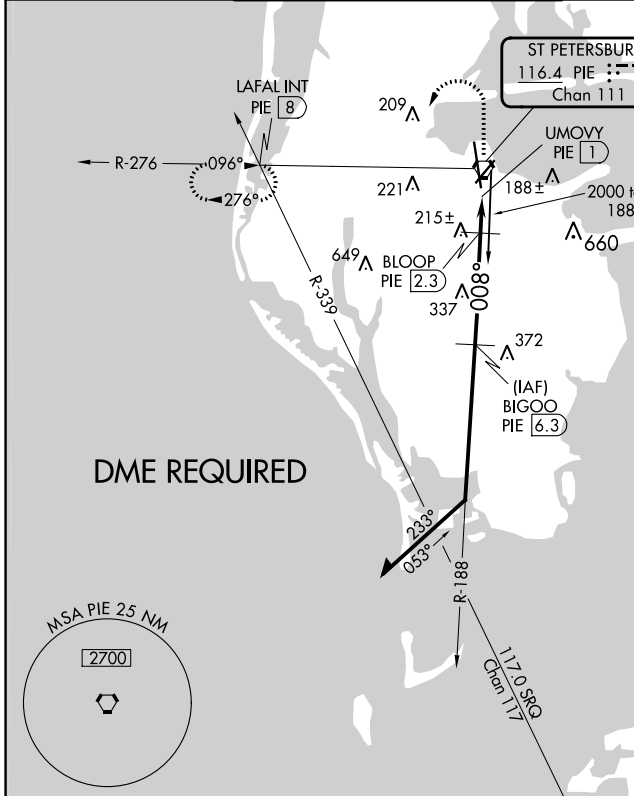 ST PETERSBUR
116.4 PIE
Chan 111
LAFAL INT
PIE 8
209
UMOVY
PIE 1
R-276
096°
276°
221
188±
2000 t
188
215±
660
649
BLOOP
PIE 2.3
008°
337
R-339
372
(IAF)
BIGOO
PIE 6.3
DME REQUIRED
233°
053°
R-188
MSA PIE 25 NM
2700
117.0 SRQ
Chan 117